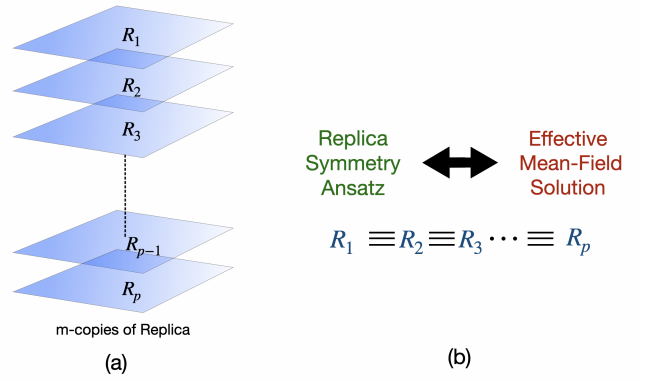 R₁
R₂
R₃
Rₚ₋₁
Rₚ
m-copies of Replica
(a)
Replica
Symmetry
Ansatz
Effective
Mean-Field
Solution
R₁ ≡ R₂ ≡ R₃ ⋯ ≡ Rₚ
(b)